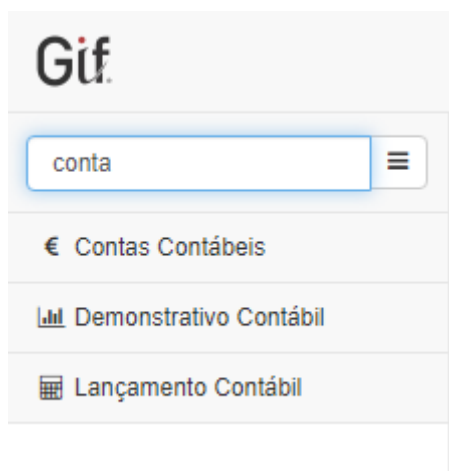 Gif
conta
Contas Contábeis
Demonstrativo Contábil
Lançamento Contábil